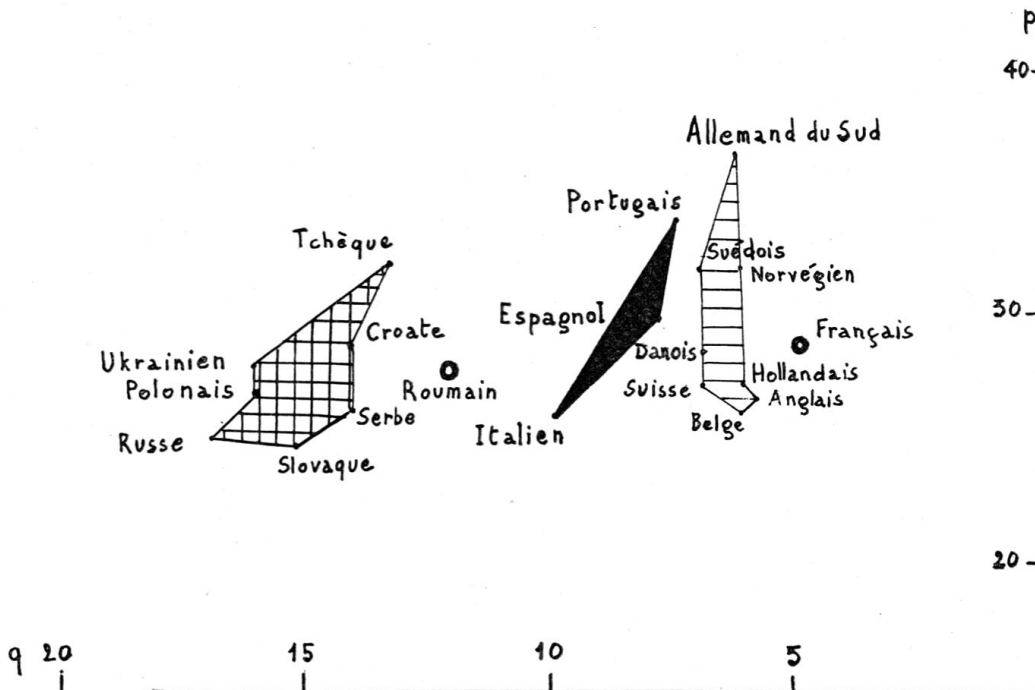 p
40
Allemand du Sud
Portugais
Tchèque
Suédois
Norvégien
Espagnol
30
Croate
Français
Danois
Ukrainien
Polonais
Roumain
Suisse
Hollandais
Anglais
Serbe
Belge
Italien
Russe
Slovaque
20
q 20 15 10 5